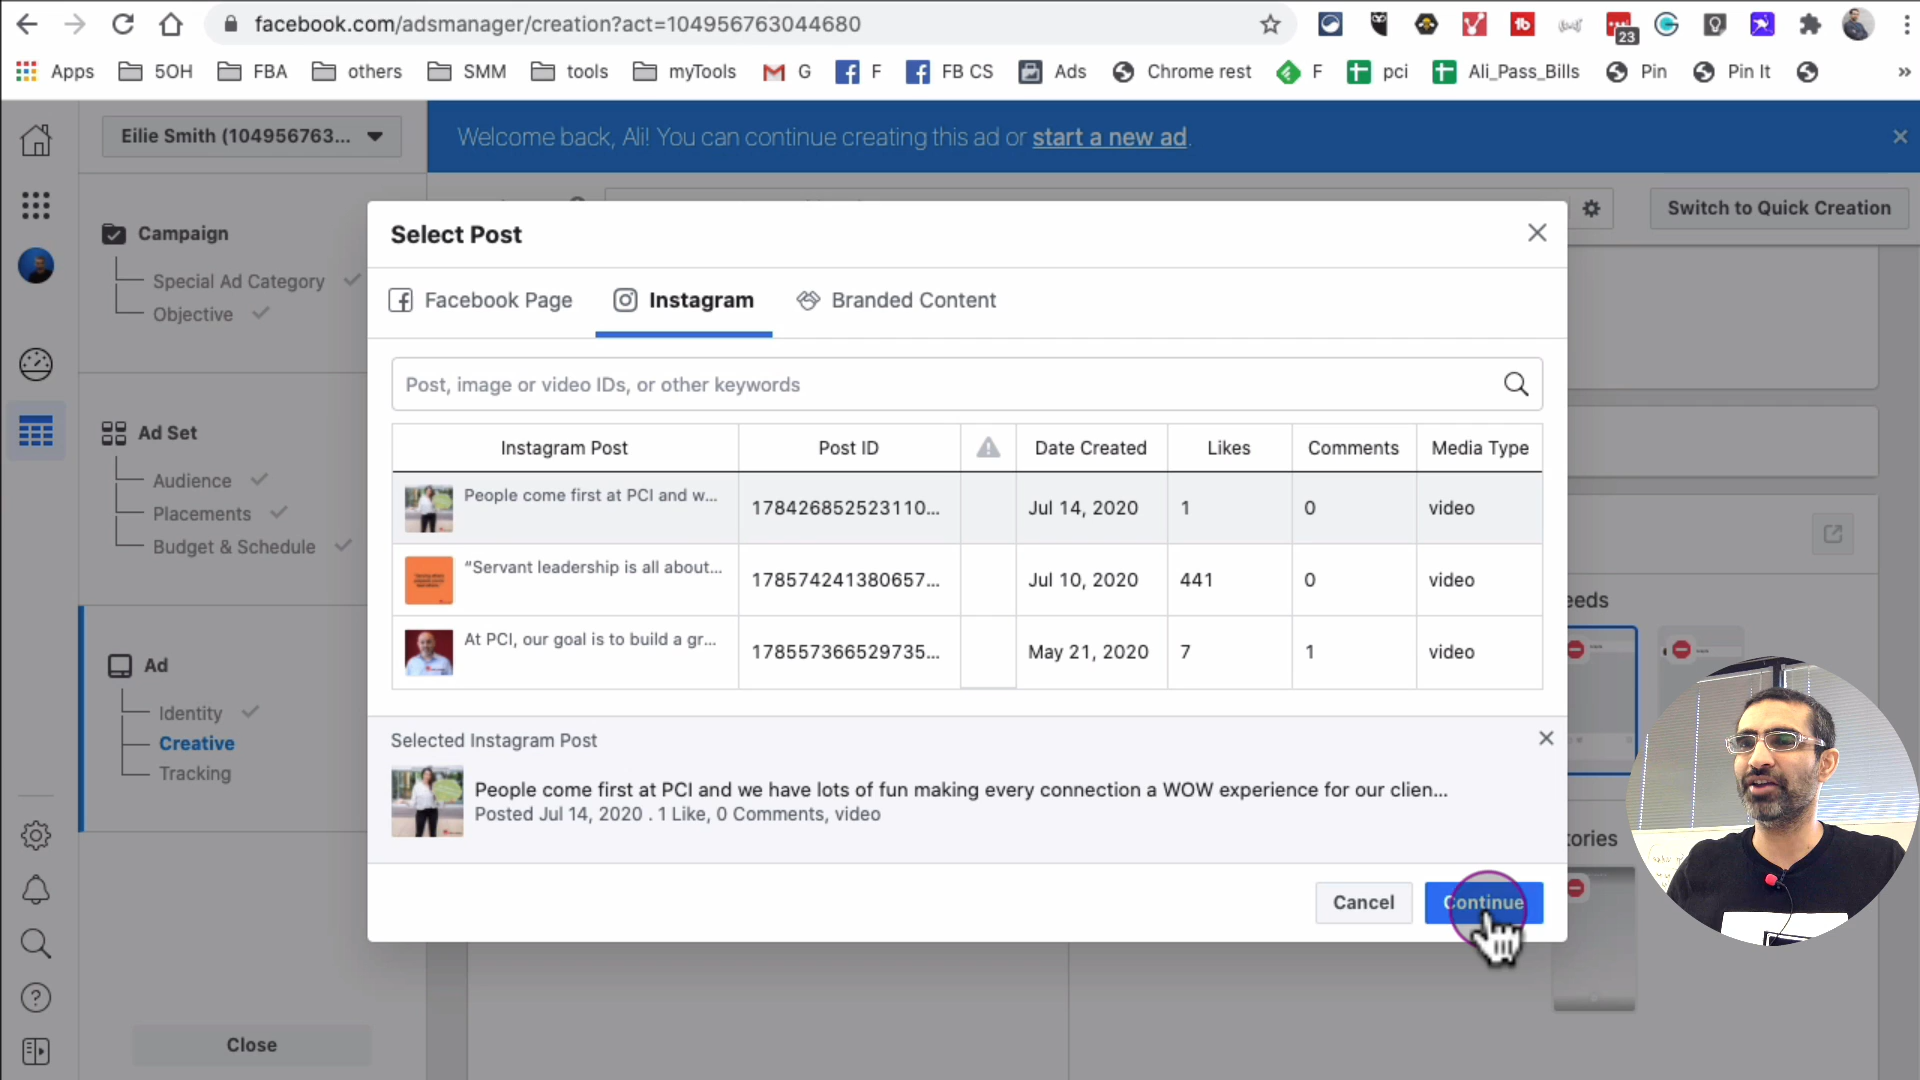 facebook.com/adsmanager/creation?act=104956763044680
23
Apps 5OH FBA others SMM tools myTools G F FB CS Ads Chrome rest F pci Ali_Pass_Bills Pin Pin It »
Eilie Smith (104956763...
Welcome back, Ali! You can continue creating this ad or start a new ad.
Switch to Quick Creation
Campaign
Special Ad Category
Objective
Ad Set
Audience
Placements
Budget & Schedule
Ad
Identity
Creative
Tracking
Close
Select Post
Facebook Page Instagram Branded Content
Post, image or video IDs, or other keywords
Instagram Post Post ID Date Created Likes Comments Media Type
People come first at PCI and w... 178426852523110... Jul 14, 2020 1 0 video
“Servant leadership is all about... 178574241380657... Jul 10, 2020 441 0 video
At PCI, our goal is to build a gr... 178557366529735... May 21, 2020 7 1 video
Selected Instagram Post
People come first at PCI and we have lots of fun making every connection a WOW experience for our clien...
Posted Jul 14, 2020 . 1 Like, 0 Comments, video
Cancel Continue
eeds
tories